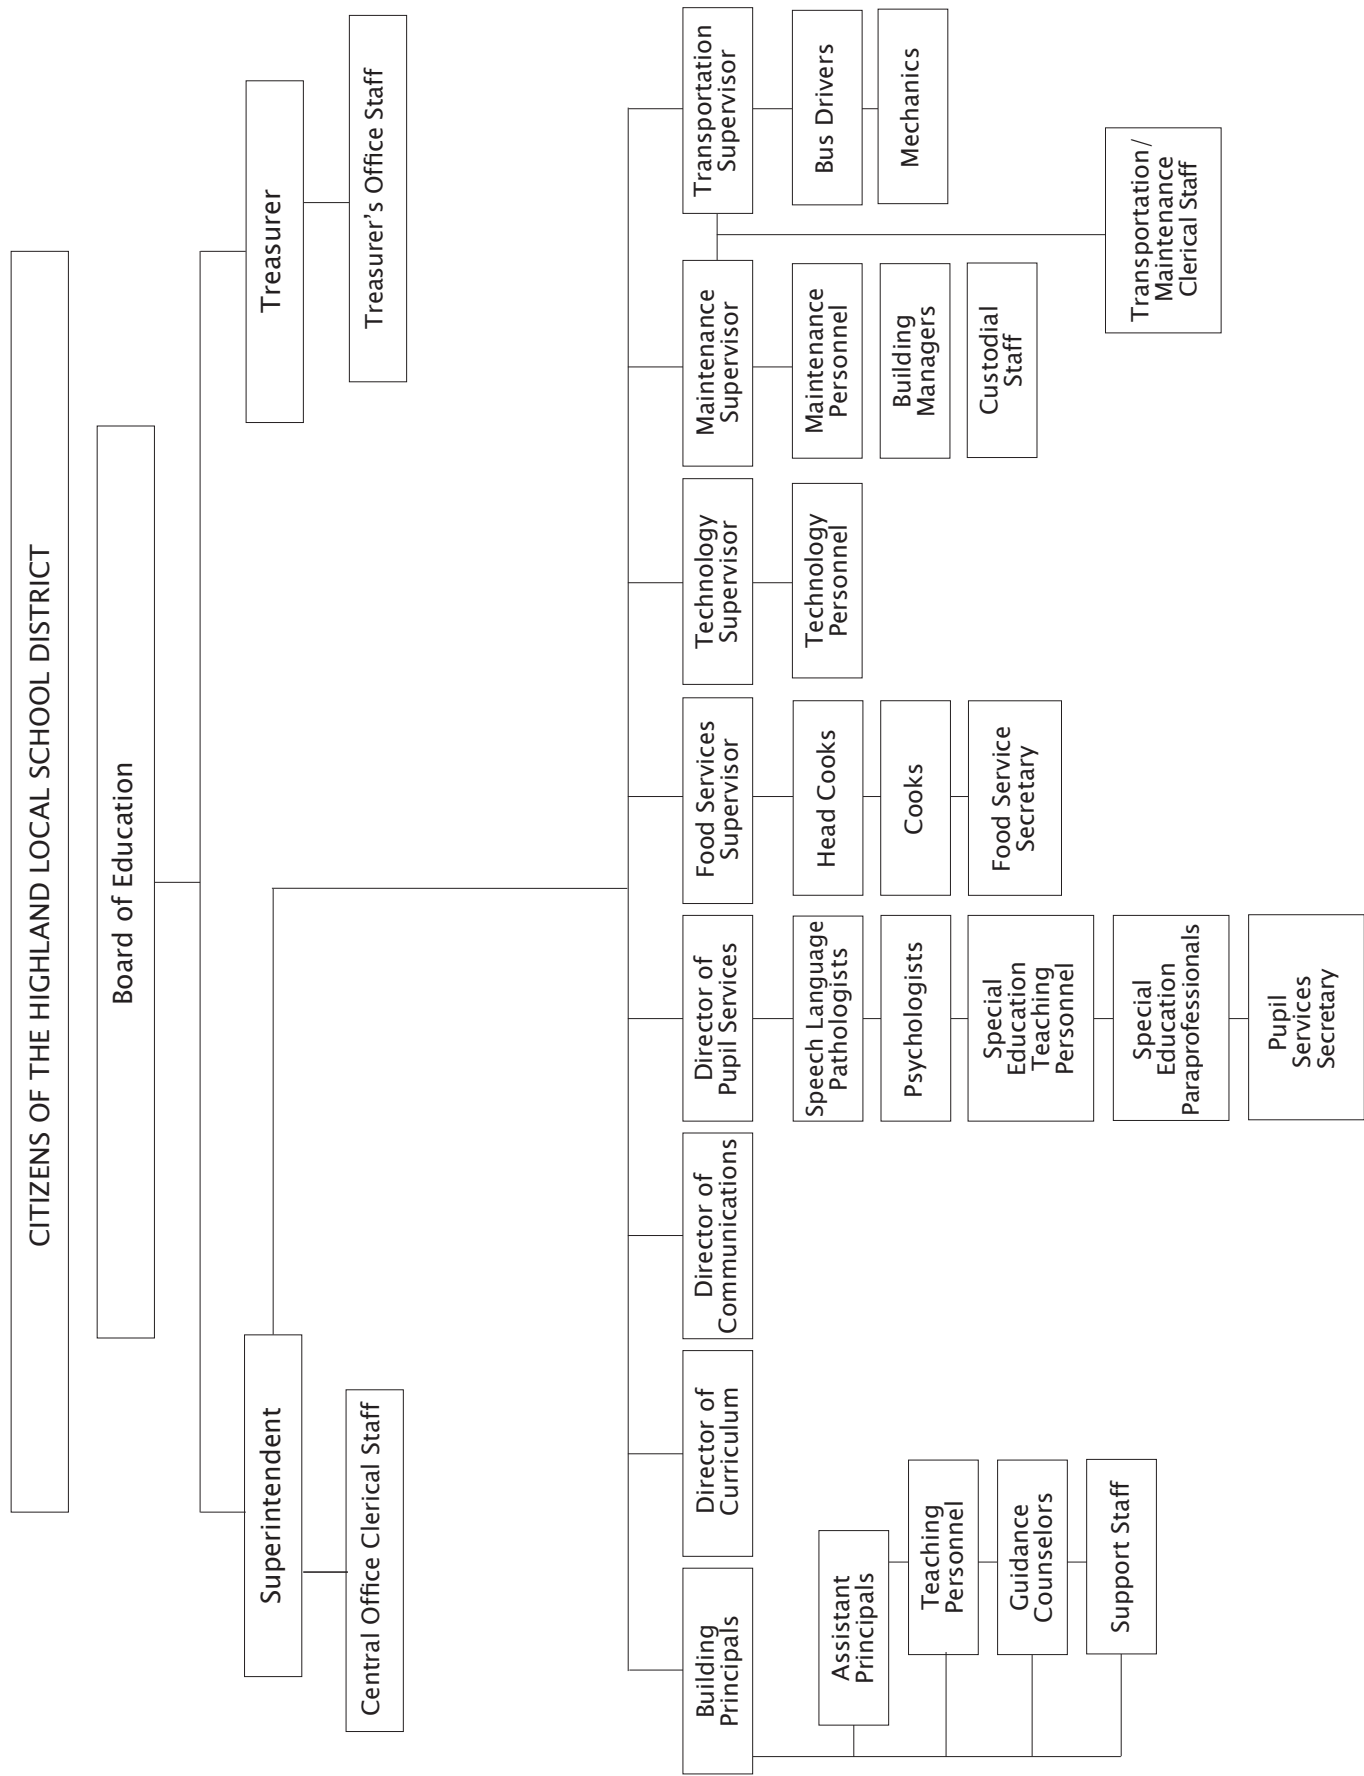 CITIZENS OF THE HIGHLAND LOCAL SCHOOL DISTRICT
Board of Education
Superintendent
Central Office Clerical Staff
Treasurer
Treasurer's Office Staff
Building
Principals
Assistant
Principals
Teaching
Personnel
Guidance
Counselors
Support Staff
Director of
Curriculum
Director of
Communications
Director of
Pupil Services
Speech Language
Pathologists
Psychologists
Special
Education
Teaching
Personnel
Special
Education
Paraprofessionals
Pupil
Services
Secretary
Food Services
Supervisor
Head Cooks
Cooks
Food Service
Secretary
Technology
Supervisor
Technology
Personnel
Maintenance
Supervisor
Maintenance
Personnel
Building
Managers
Custodial
Staff
Transportation
Supervisor
Bus Drivers
Mechanics
Transportation/
Maintenance
Clerical Staff